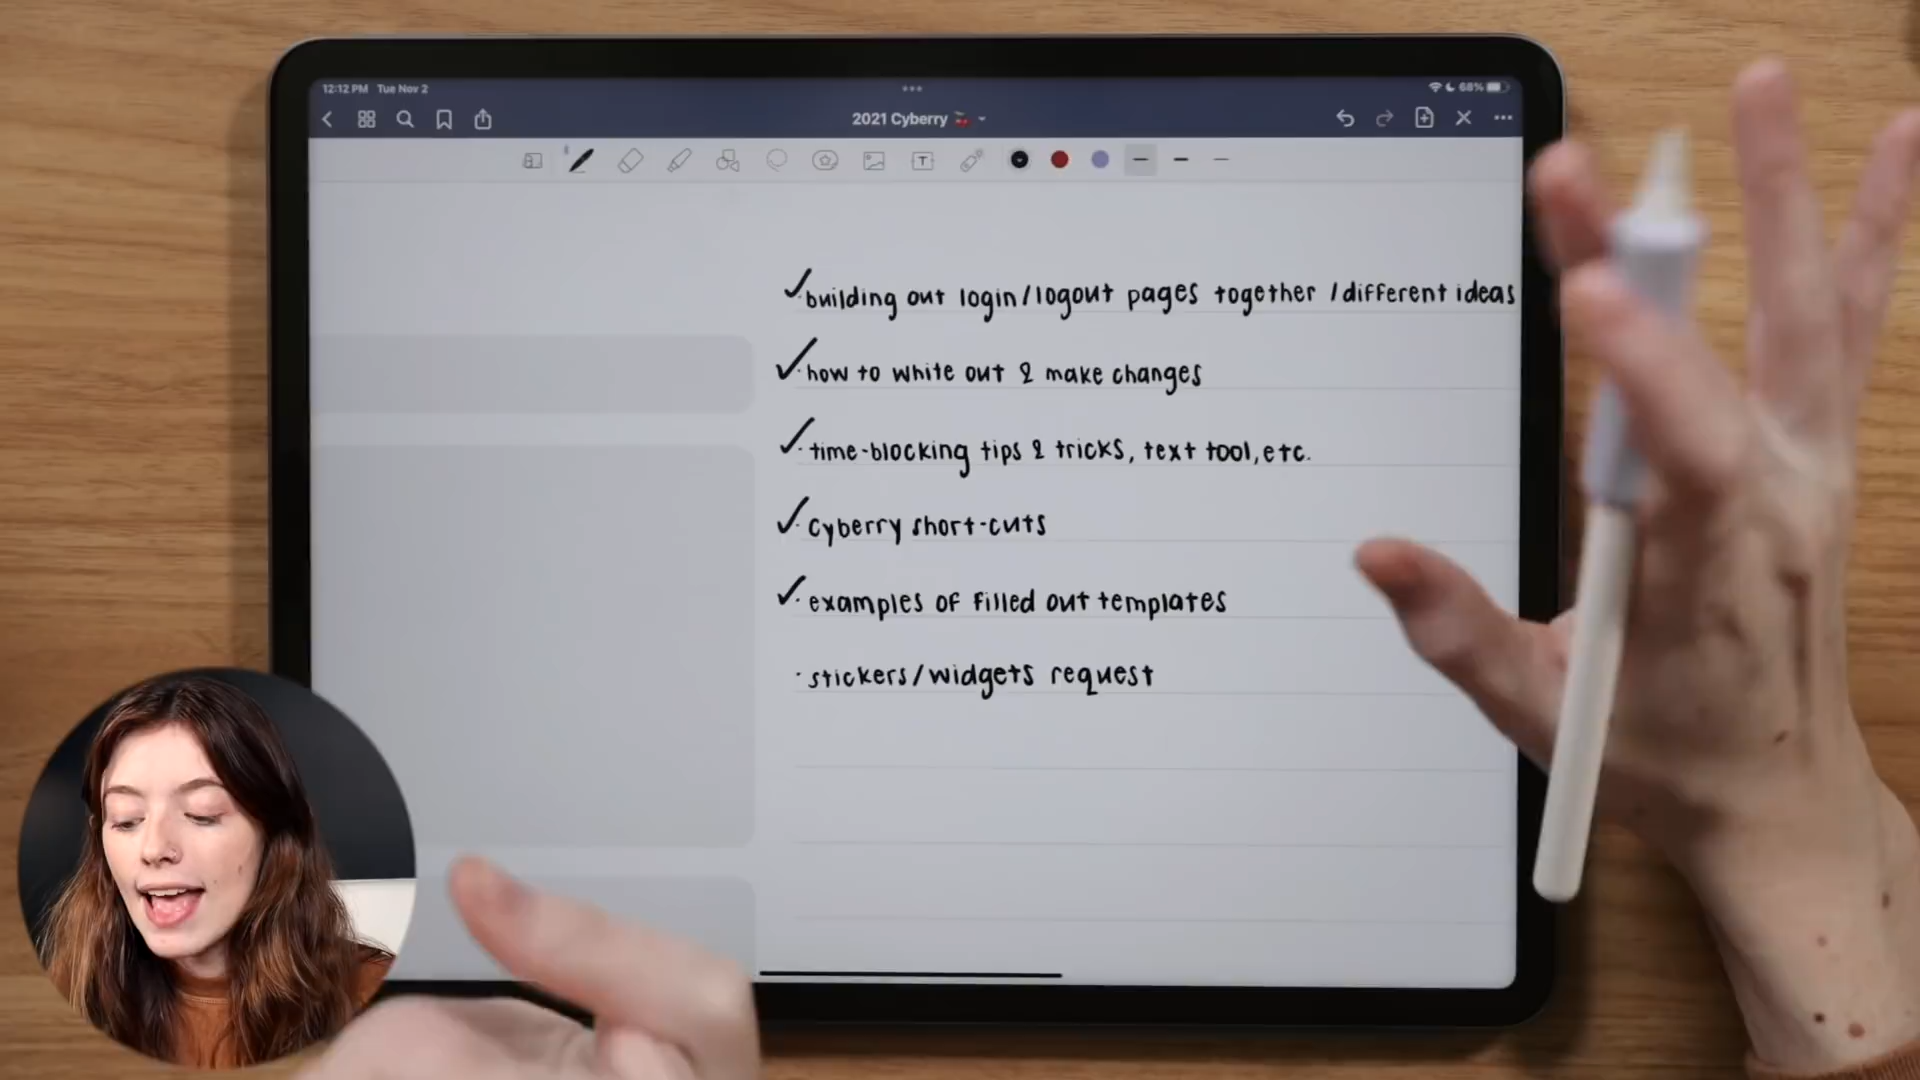 12:12 PM Tue Nov 2
68%
2021 Cyberry
T
building out login/logout pages together /different ideas
how to white out & make changes
time-blocking tips & tricks, text tool, etc.
Cyberry short-cuts
examples of filled out templates
stickers/widgets request